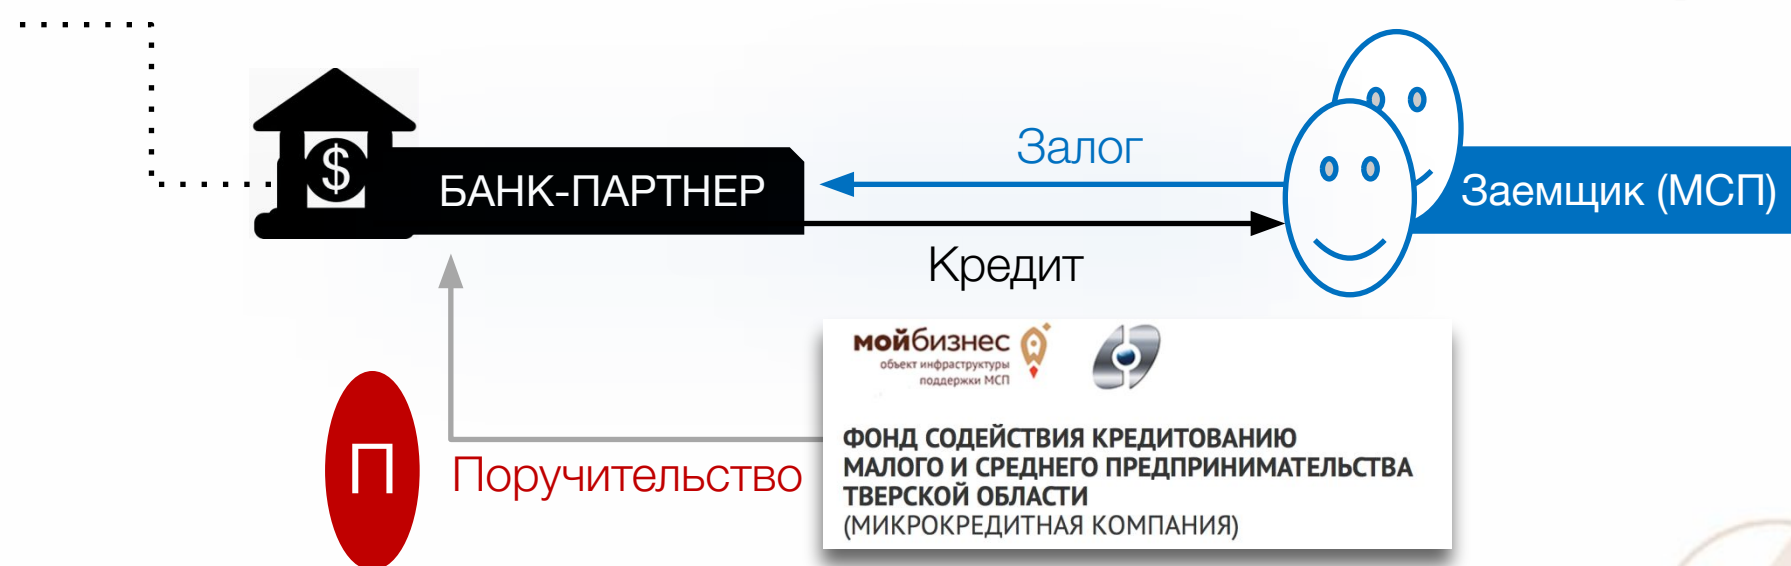 $
БАНК-ПАРТНЕР
Залог
Заемщик (МСП)
Кредит
мойбизнес
объект инфраструктуры
поддержки МСП
П
Поручительство
ФОНД СОДЕЙСТВИЯ КРЕДИТОВАНИЮ
МАЛОГО И СРЕДНЕГО ПРЕДПРИНИМАТЕЛЬСТВА
ТВЕРСКОЙ ОБЛАСТИ
(МИКРОКРЕДИТНАЯ КОМПАНИЯ)